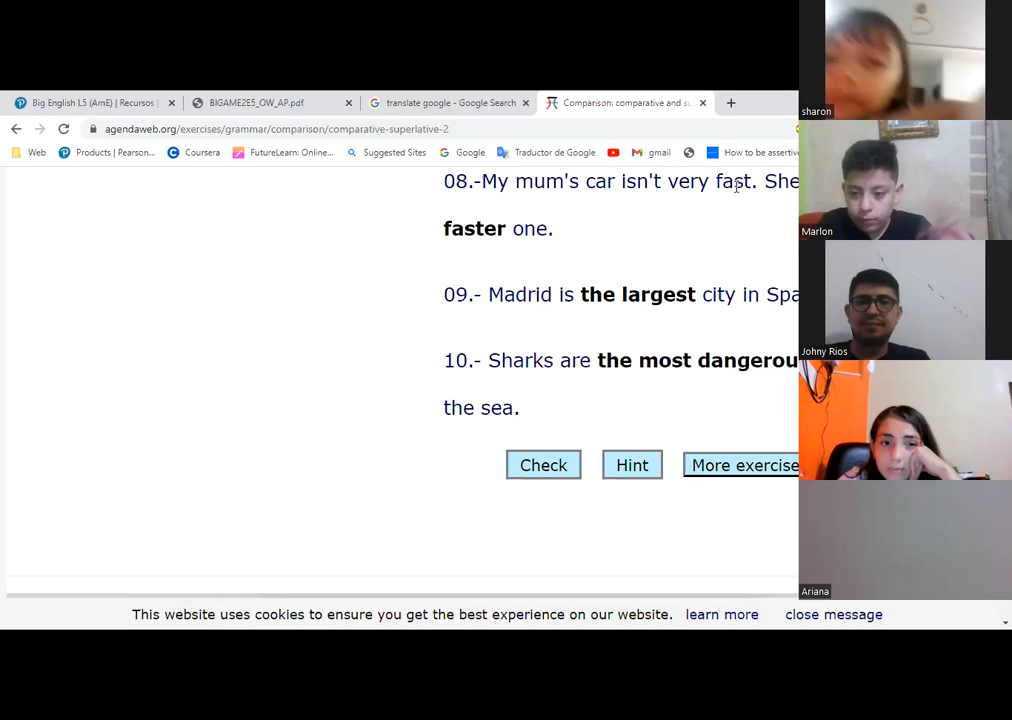 Big English L5 (AmE) | Recursos |
BIGAME2E5_OW_AP.pdf
translate google - Google Search
Comparison: comparative and su
agendaweb.org/exercises/grammar/comparison/comparative-superlative-2
Web
Products | Pearson...
Coursera
FutureLearn: Onlin...
Suggested Sites
Google
Traductor de Google
gmail
How to be assertiv
08.-My mum's car isn't very fast. She
faster one.
09.- Madrid is the largest city in Spa
10.- Sharks are the most dangerou
the sea.
Check
Hint
More exercise
This website uses cookies to ensure you get the best experience on our website.
learn more
close message
sharon
Marlon
Johny Rios
Ariana